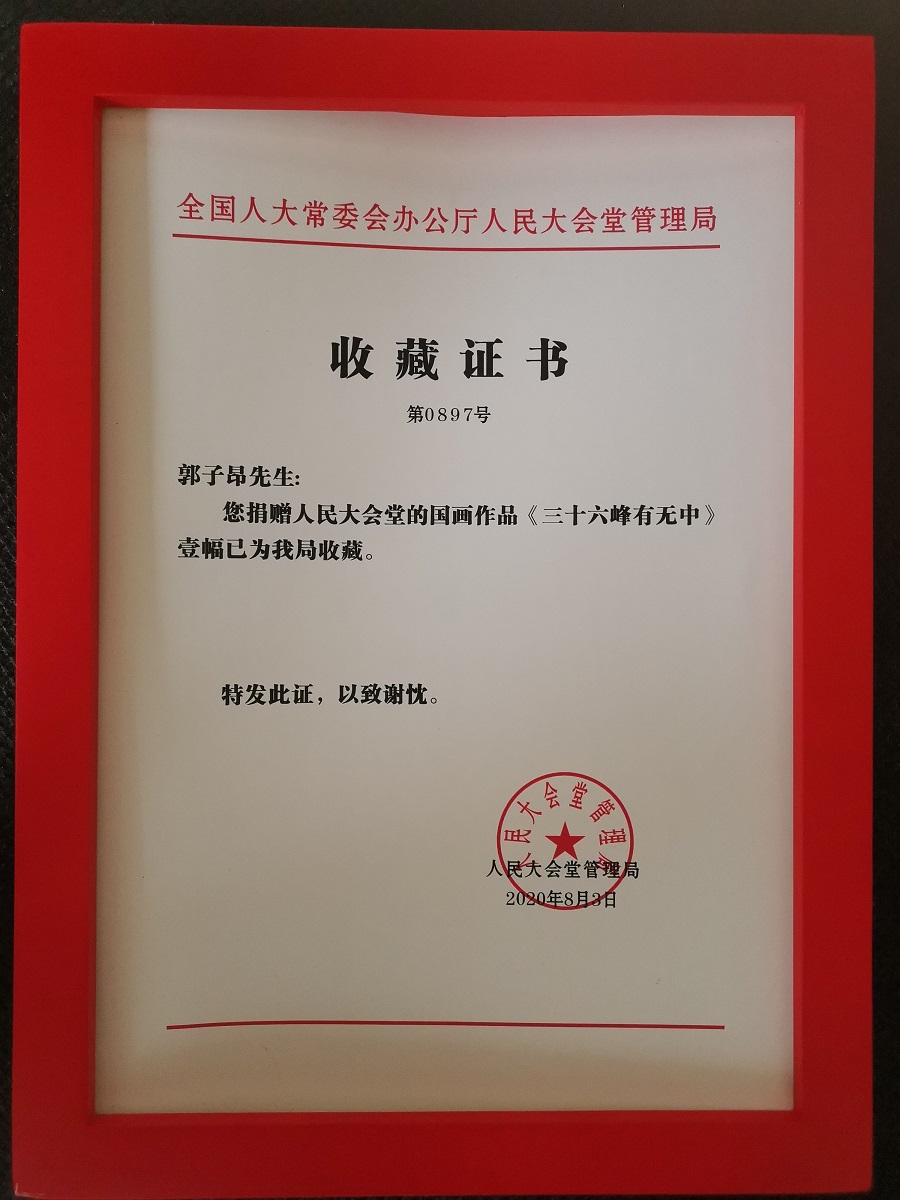 全国人大常委会办公厅人民大会堂管理局
收藏证书
第0897号
郭子昂先生:
您捐赠人民大会堂的国画作品《三十六峰有无中》
壹幅已为我局收藏。
特发此证，以致谢忱。
人民大会堂管理局
人民大会堂管理局
2020年8月3日